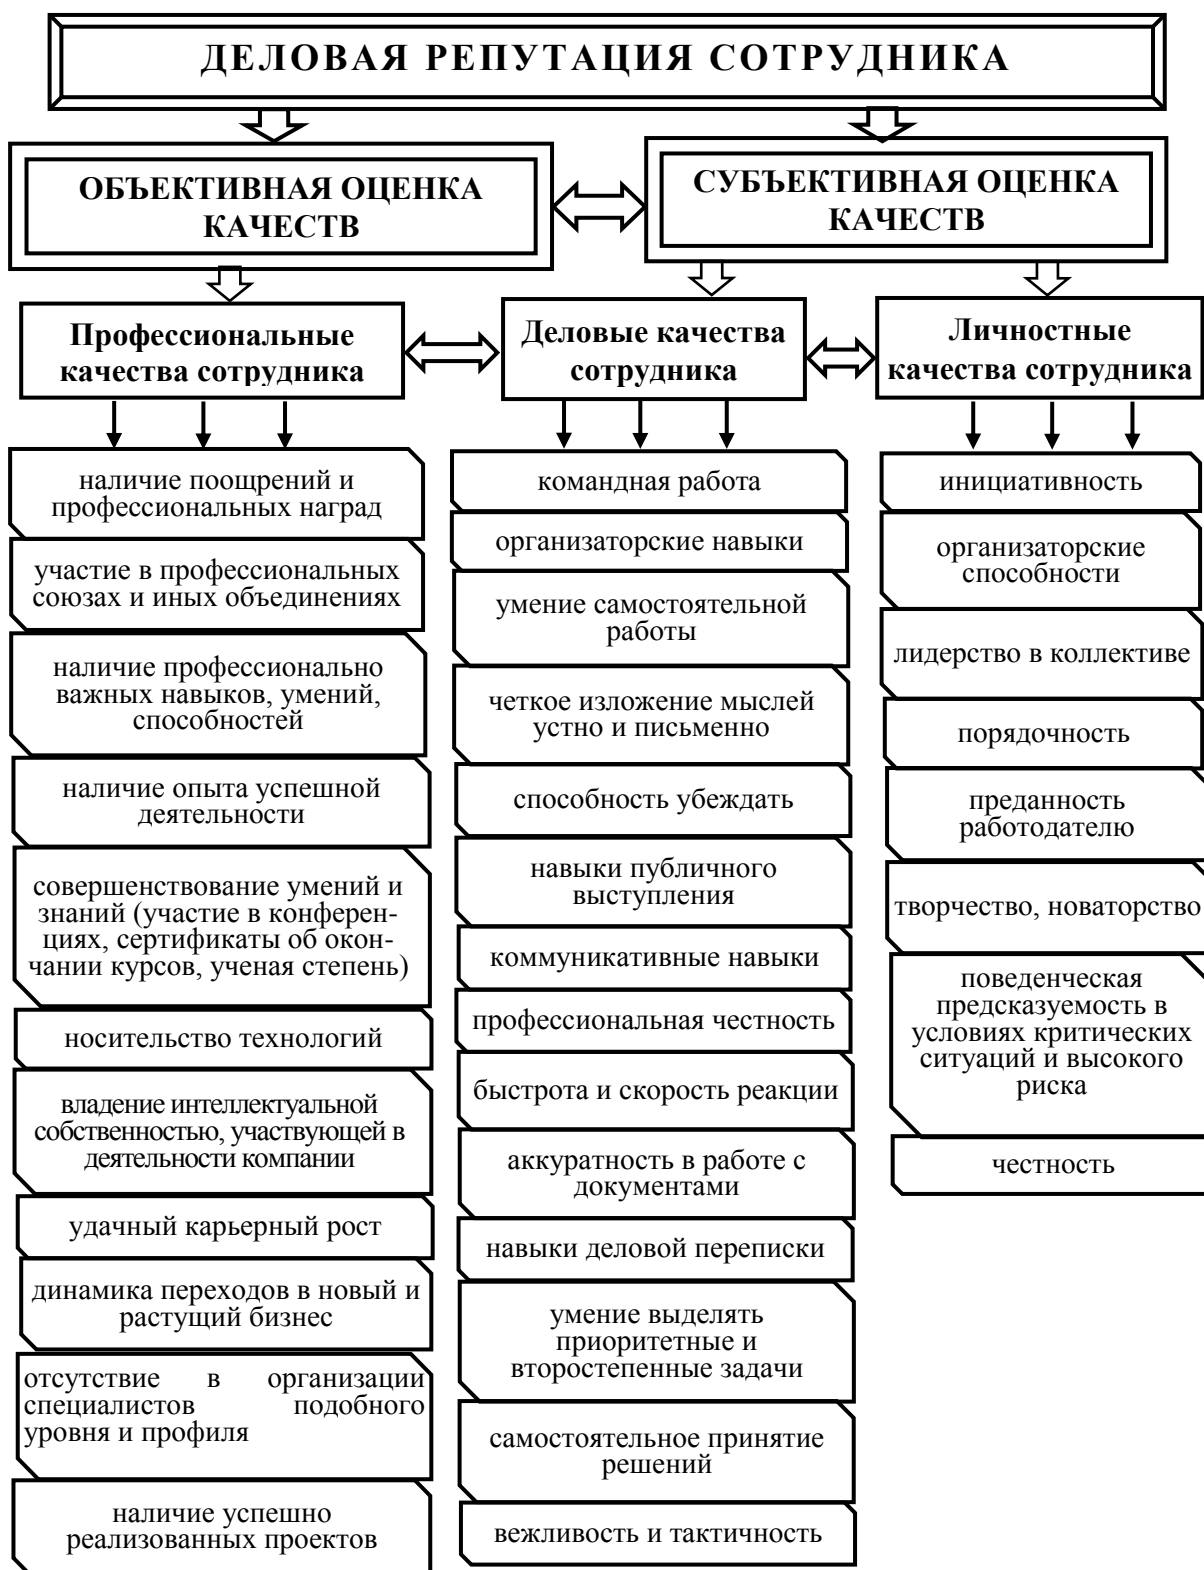 ДЕЛОВАЯ РЕПУТАЦИЯ СОТРУДНИКА
ОБЪЕКТИВНАЯ ОЦЕНКА
КАЧЕСТВ
СУБЪЕКТИВНАЯ ОЦЕНКА
КАЧЕСТВ
Профессиональные
качества сотрудника
Деловые качества
сотрудника
Личностные
качества сотрудника
наличие поощрений и
профессиональных наград
участие в профессиональных
союзах и иных объединениях
наличие профессионально
важных навыков, умений,
способностей
наличие опыта успешной
деятельности
совершенствование умений и
знаний (участие в конферен-
циях, сертификаты об окон-
чании курсов, ученая степень)
носительство технологий
владение интеллектуальной
собственностью, участвующей в
деятельности компании
удачный карьерный рост
динамика переходов в новый и
растущий бизнес
отсутствие в организации
специалистов подобного
уровня и профиля
наличие успешно
реализованных проектов
командная работа
организаторские навыки
умение самостоятельной
работы
четкое изложение мыслей
устно и письменно
способность убеждать
навыки публичного
выступления
коммуникативные навыки
профессиональная честность
быстрота и скорость реакции
аккуратность в работе с
документами
навыки деловой переписки
умение выделять
приоритетные и
второстепенные задачи
самостоятельное принятие
решений
вежливость и тактичность
инициативность
организаторские
способности
лидерство в коллективе
порядочность
преданность
работодателю
творчество, новаторство
поведенческая
предсказуемость в
условиях критических
ситуаций и высокого
риска
честность